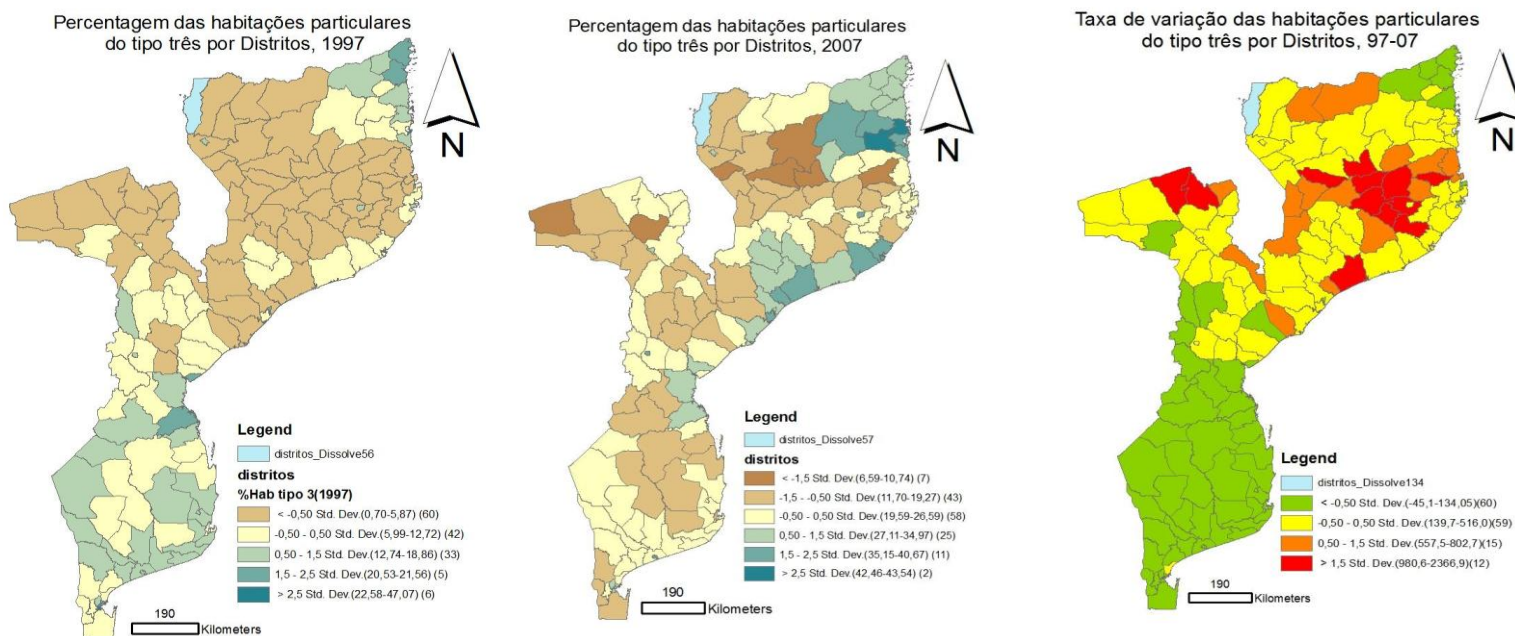 Percentagem das habitações particulares
do tipo três por Distritos, 1997
N
Legend
distritos_Dissolve56
distritos
%Hab tipo 3(1997)
< -0,50 Std. Dev.(0,70-5,87) (60)
-0,50 - 0,50 Std. Dev.(5,99-12,72) (42)
0,50 - 1,5 Std. Dev.(12,74-18,86) (33)
1,5 - 2,5 Std. Dev.(20,53-21,56) (5)
> 2,5 Std. Dev.(22,58-47,07) (6)
190
Kilometers
Percentagem das habitações particulares
do tipo três por Distritos, 2007
N
Legend
distritos_Dissolve57
distritos
< -1,5 Std. Dev.(6,59-10,74) (7)
-1,5 - -0,50 Std. Dev.(11,70-19,27) (43)
-0,50 - 0,50 Std. Dev.(19,59-26,59) (58)
0,50 - 1,5 Std. Dev.(27,11-34,97) (25)
1,5 - 2,5 Std. Dev.(35,15-40,67) (11)
> 2,5 Std. Dev.(42,46-43,54) (2)
190
Kilometers
Taxa de variação das habitações particulares
do tipo três por Distritos, 97-07
N
Legend
distritos_Dissolve134
< -0,50 Std. Dev.(-45,1-134,05)(60)
-0,50 - 0,50 Std. Dev.(139,7-516,0)(59)
0,50 - 1,5 Std. Dev.(557,5-802,7)(15)
> 1,5 Std. Dev.(980,6-2366,9)(12)
190
Kilometers